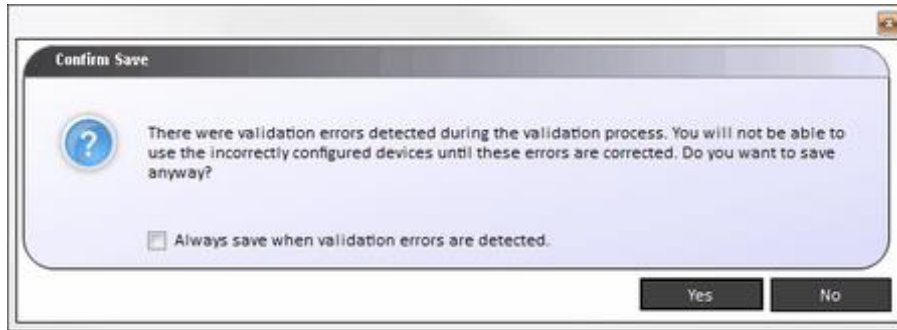 Confirm Save
There were validation errors detected during the validation process. You will not be able to
use the incorrectly configured devices until these errors are corrected. Do you want to save
anyway?
Always save when validation errors are detected.
Yes No